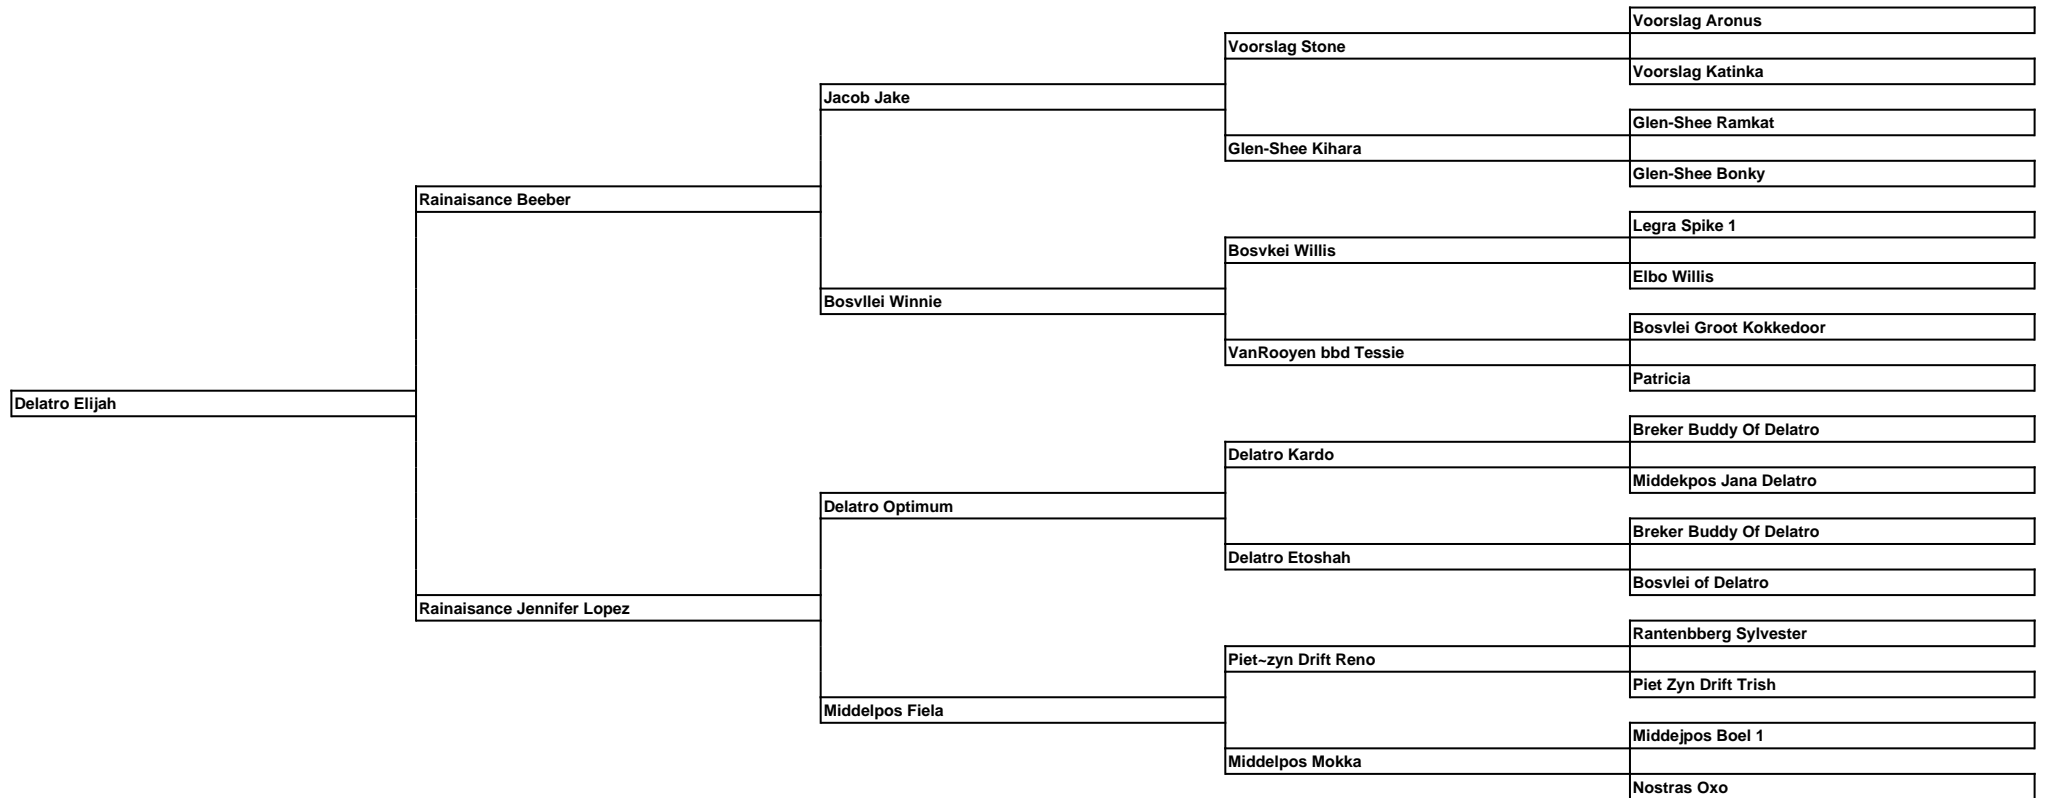 Voorslag Aronus
Voorslag Stone
Voorslag Katinka
Jacob Jake
Glen-Shee Ramkat
Glen-Shee Kihara
Glen-Shee Bonky
Rainaisance Beeber
Legra Spike 1
Bosvkei Willis
Elbo Willis
Bosvllei Winnie
Bosvlei Groot Kokkedoor
VanRooyen bbd Tessie
Patricia
Delatro Elijah
Breker Buddy Of Delatro
Delatro Kardo
Middekpos Jana Delatro
Delatro Optimum
Breker Buddy Of Delatro
Delatro Etoshah
Bosvlei of Delatro
Rainaisance Jennifer Lopez
Rantenbberg Sylvester
Piet~zyn Drift Reno
Piet Zyn Drift Trish
Middelpos Fiela
Middejpos Boel 1
Middelpos Mokka
Nostras Oxo